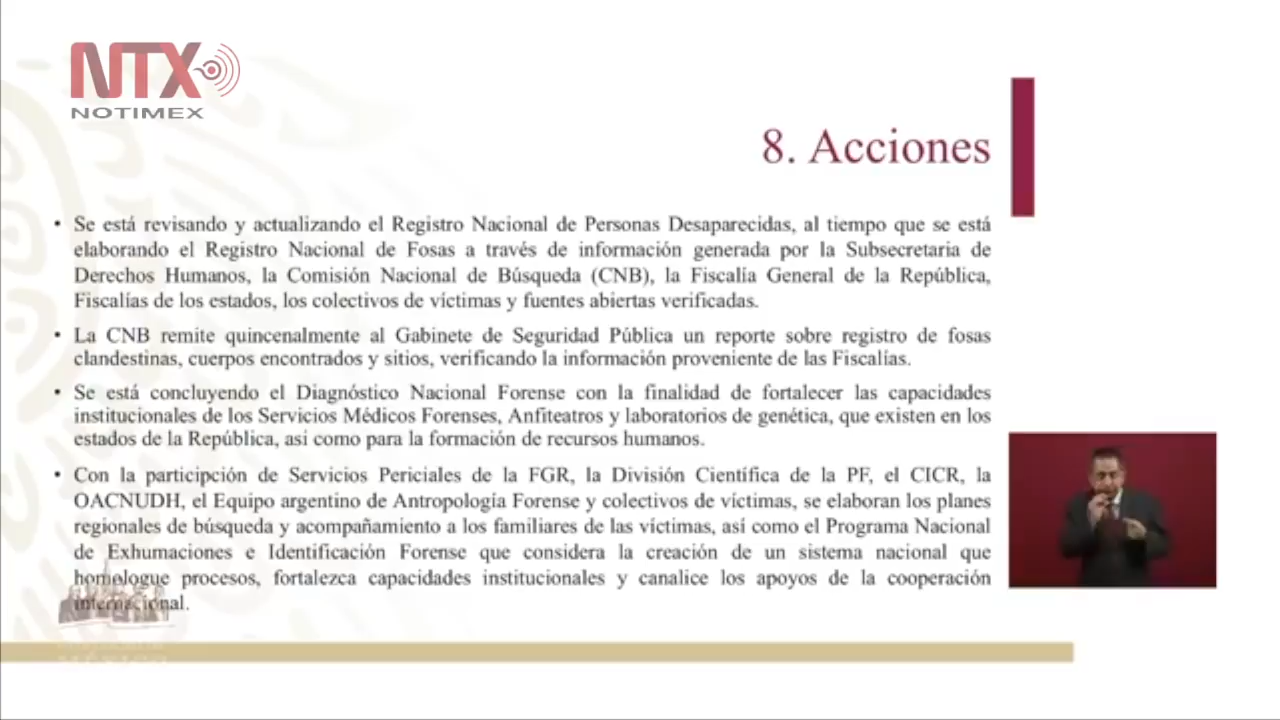 NTX
NOTIMEX
8. Acciones
• Se está revisando y actualizando el Registro Nacional de Personas Desaparecidas, al tiempo que se está
elaborando el Registro Nacional de Fosas a través de información generada por la Subsecretaria de
Derechos Humanos, la Comisión Nacional de Búsqueda (CNB), la Fiscalía General de la República,
Fiscalías de los estados, los colectivos de víctimas y fuentes abiertas verificadas.
• La CNB remite quincenalmente al Gabinete de Seguridad Pública un reporte sobre registro de fosas
clandestinas, cuerpos encontrados y sitios, verificando la información proveniente de las Fiscalías.
• Se está concluyendo el Diagnóstico Nacional Forense con la finalidad de fortalecer las capacidades
institucionales de los Servicios Médicos Forenses, Anfiteatros y laboratorios de genética, que existen en los
estados de la República, así como para la formación de recursos humanos.
• Con la participción de Servicios Periciales de la FGR, la División Científica de la PF, el CICR, la
OACNUDH, el Equipo argentino de Antropología Forense y colectivos de víctimas, se elaboran los planes
regionales de búsqueda y acompañamiento a los familiares de las víctimas, así como el Programa Nacional
de Exhumaciones e Identificación Forense que considera la creación de un sistema nacional que
homologue procesos, fortalezca capacidades institucionales y canalice los apoyos de la cooperación
internacional.
MÉXICO